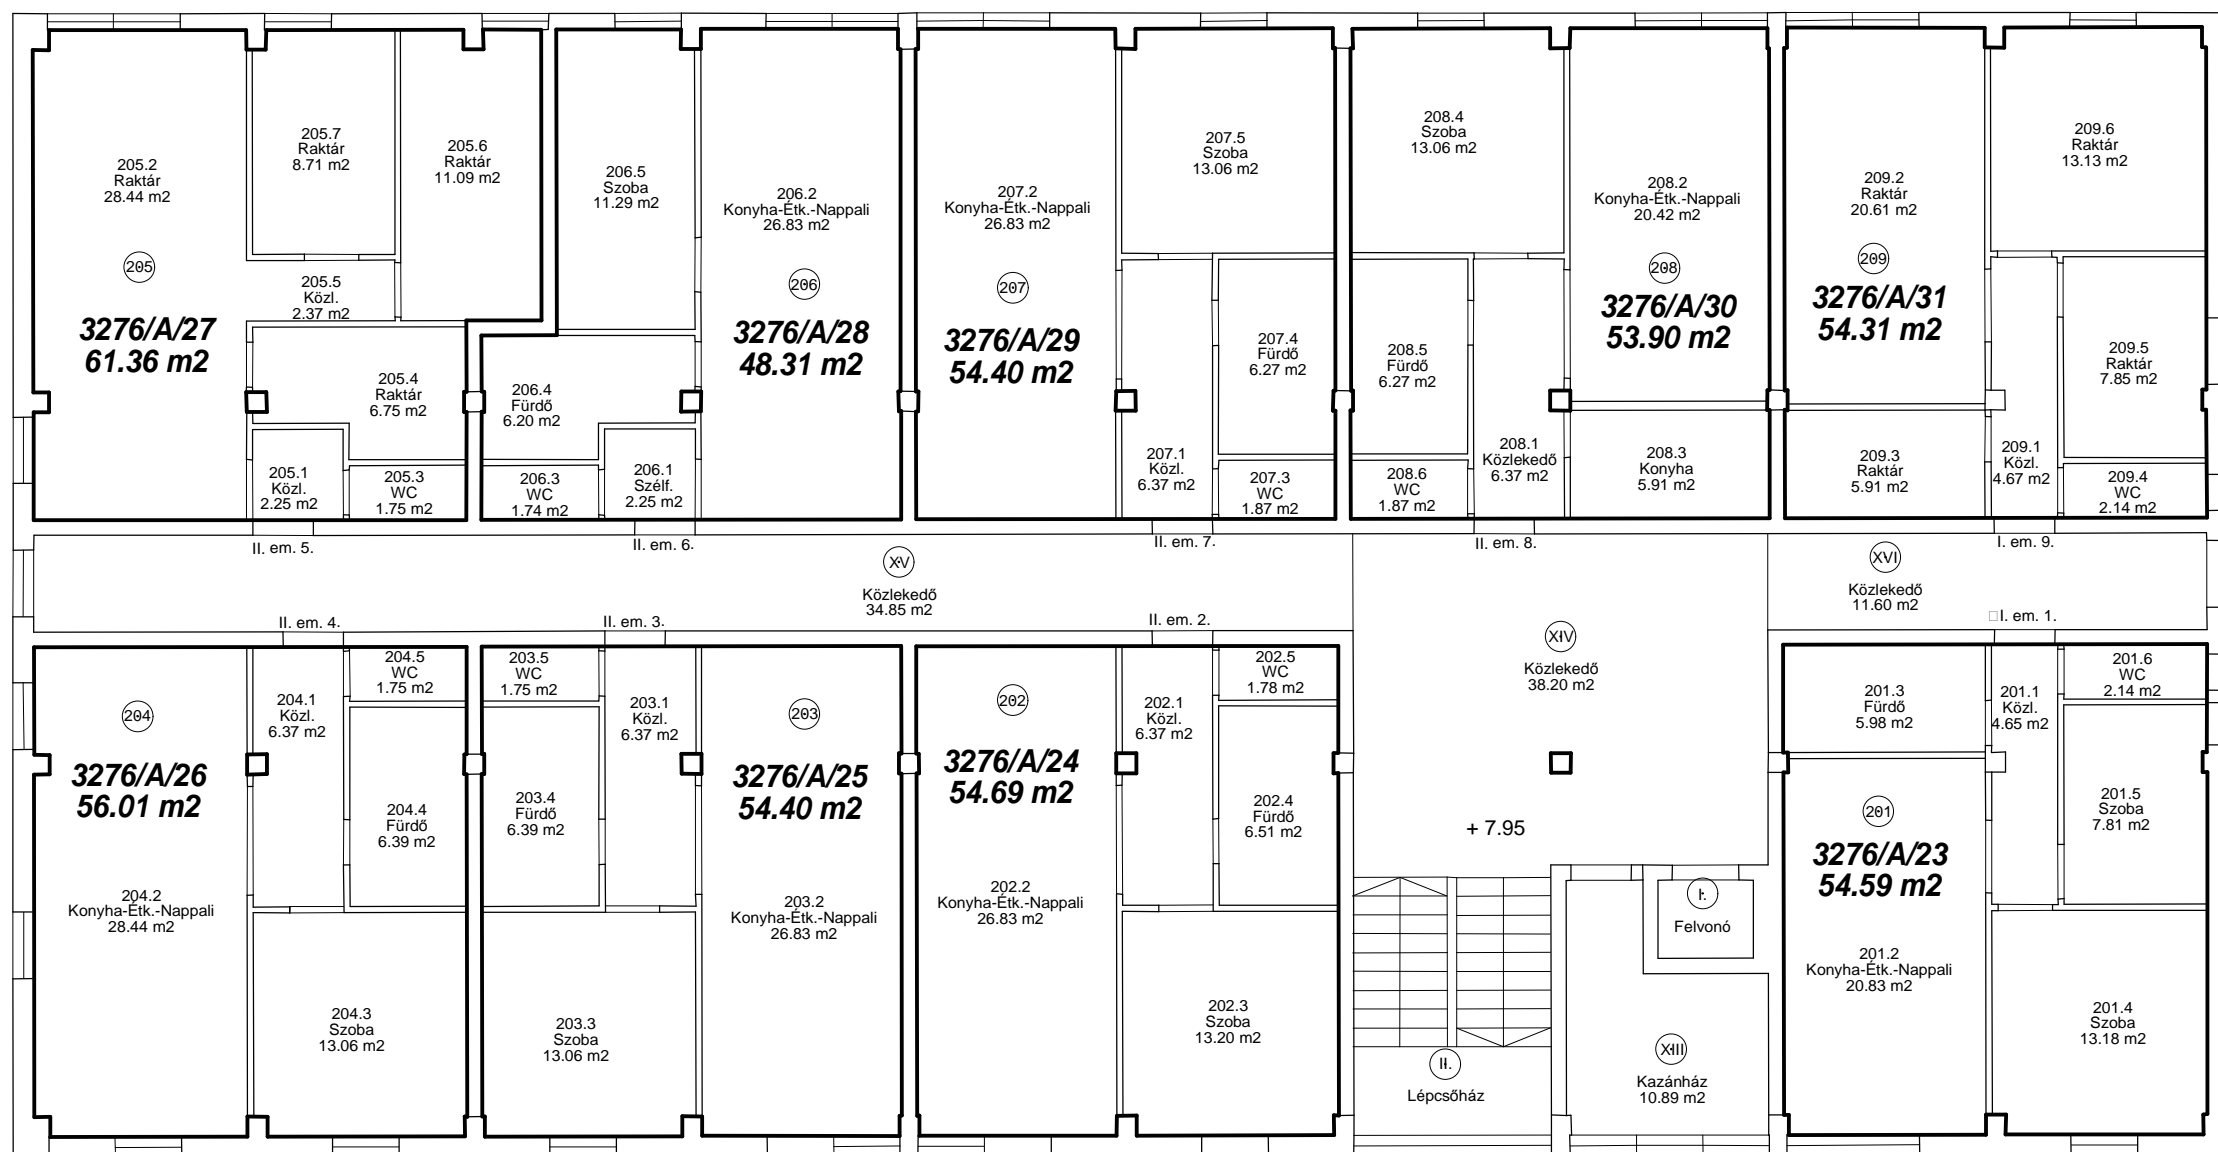 205.2
Raktár
28.44 m2
205
3276/A/27
61.36 m2
205.7
Raktár
8.71 m2
205.6
Raktár
11.09 m2
205.5
Közl.
2.37 m2
205.4
Raktár
6.75 m2
205.1
Közl.
2.25 m2
205.3
WC
1.75 m2
206.5
Szoba
11.29 m2
206.2
Konyha-Étk.-Nappali
26.83 m2
206
3276/A/28
48.31 m2
206.4
Fürdő
6.20 m2
206.3
WC
1.74 m2
206.1
Szélf.
2.25 m2
207.2
Konyha-Étk.-Nappali
26.83 m2
207
3276/A/29
54.40 m2
207.5
Szoba
13.06 m2
207.4
Fürdő
6.27 m2
207.1
Közl.
6.37 m2
207.3
WC
1.87 m2
208.4
Szoba
13.06 m2
208.2
Konyha-Étk.-Nappali
20.42 m2
208
3276/A/30
53.90 m2
208.5
Fürdő
6.27 m2
208.6
WC
1.87 m2
208.1
Közlekedő
6.37 m2
208.3
Konyha
5.91 m2
209.2
Raktár
20.61 m2
209
3276/A/31
54.31 m2
209.6
Raktár
13.13 m2
209.5
Raktár
7.85 m2
209.3
Raktár
5.91 m2
209.1
Közl.
4.67 m2
209.4
WC
2.14 m2
II. em. 5.
II. em. 6.
II. em. 7.
II. em. 8.
I. em. 9.
XV
Közlekedő
34.85 m2
XVI
Közlekedő
11.60 m2
II. em. 4.
II. em. 3.
II. em. 2.
I. em. 1.
XIV
Közlekedő
38.20 m2
+ 7.95
204
3276/A/26
56.01 m2
204.1
Közl.
6.37 m2
204.5
WC
1.75 m2
204.4
Fürdő
6.39 m2
204.2
Konyha-Étk.-Nappali
28.44 m2
204.3
Szoba
13.06 m2
203.5
WC
1.75 m2
203.1
Közl.
6.37 m2
203
3276/A/25
54.40 m2
203.4
Fürdő
6.39 m2
203.2
Konyha-Étk.-Nappali
26.83 m2
203.3
Szoba
13.06 m2
202
3276/A/24
54.69 m2
202.1
Közl.
6.37 m2
202.5
WC
1.78 m2
202.4
Fürdő
6.51 m2
202.2
Konyha-Étk.-Nappali
26.83 m2
202.3
Szoba
13.20 m2
II.
Lépcsőház
I.
Felvonó
XIII
Kazánház
10.89 m2
201.3
Fürdő
5.98 m2
201.1
Közl.
4.65 m2
201.6
WC
2.14 m2
201
3276/A/23
54.59 m2
201.5
Szoba
7.81 m2
201.2
Konyha-Étk.-Nappali
20.83 m2
201.4
Szoba
13.18 m2